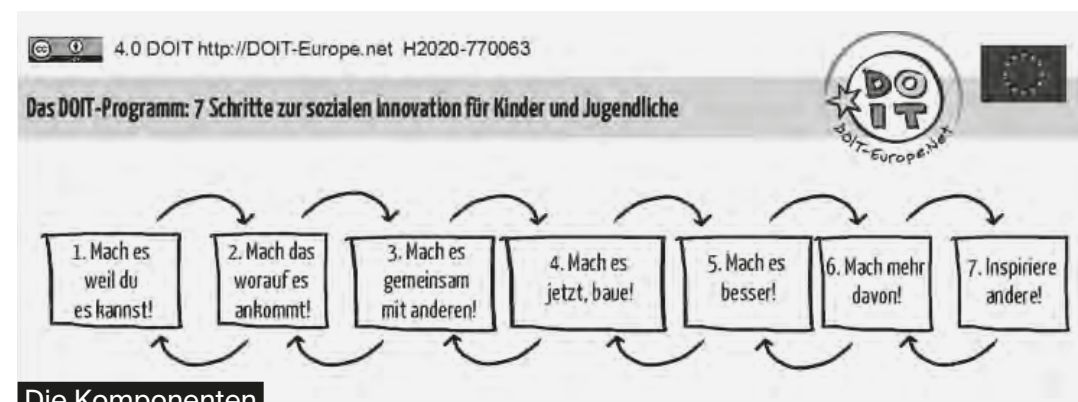 4.0 DOIT http://DOIT-Europe.net H2020-770063
DO
IT
DOIT-Europe.Net
Das DOIT-Programm: 7 Schritte zur sozialen Innovation für Kinder und Jugendliche
1. Mach es
weil du
es kannst!
2. Mach das
worauf es
ankommt!
3. Mach es
gemeinsam
mit anderen!
4. Mach es
jetzt, baue!
5. Mach es
besser!
6. Mach mehr
davon!
7. Inspiriere
andere!
Die Komponenten